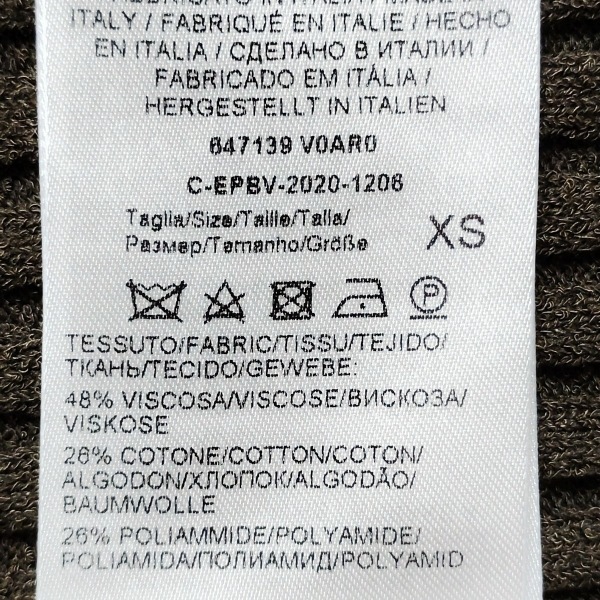 ITALY / FABRIQUÉ EN ITALIE / HECHO
EN ITALIA / СДЕЛАНО В ИТАЛИИ /
FABRICADO EM ITÁLIA /
HERGESTELLT IN ITALIEN
647139 V0AR0
C-EPBV-2020-1206
Taglia/Size/Taille/Talla/
Размер/Tamanho/Größe
XS
P
TESSUTO/FABRIC/TISSU/TEJIDO/
ТКАНЬ/TECIDO/GEWEBE:
48% VISCOSA/VISCOSE/ВИСКОЗА/
VISKOSE
26% COTONE/COTTON/COTON/
ALGODON/ХЛОПОК/ALGODÃO/
BAUMWOLLE
26% POLIAMMIDE/POLYAMIDE/
POLIAMIDA/ПОЛИАМИД/POLYAMID